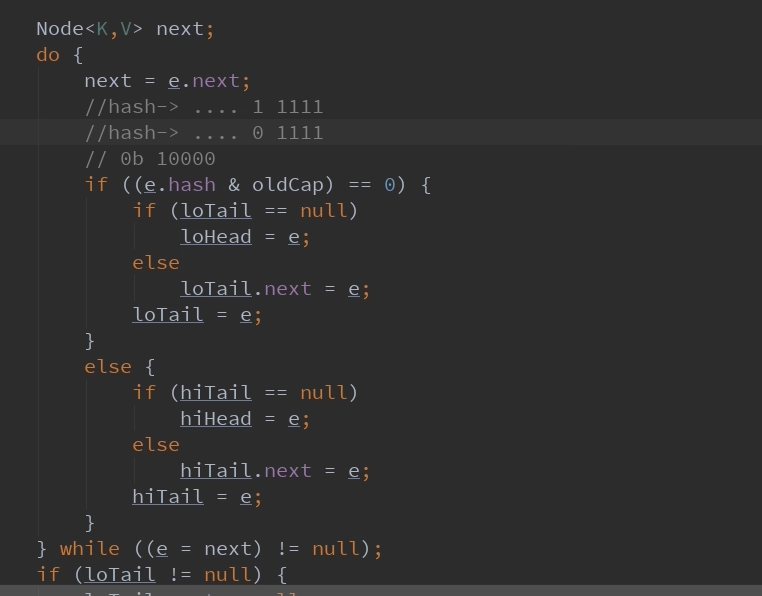 Node<K,V> next;
do {
next = e.next;
//hash-> .... 1 1111
//hash-> .... 0 1111
// 0b 10000
if ((e.hash & oldCap) == 0) {
if (loTail == null)
loHead = e;
else
loTail.next = e;
loTail = e;
}
else {
if (hiTail == null)
hiHead = e;
else
hiTail.next = e;
hiTail = e;
}
} while ((e = next) != null);
if (loTail != null) {